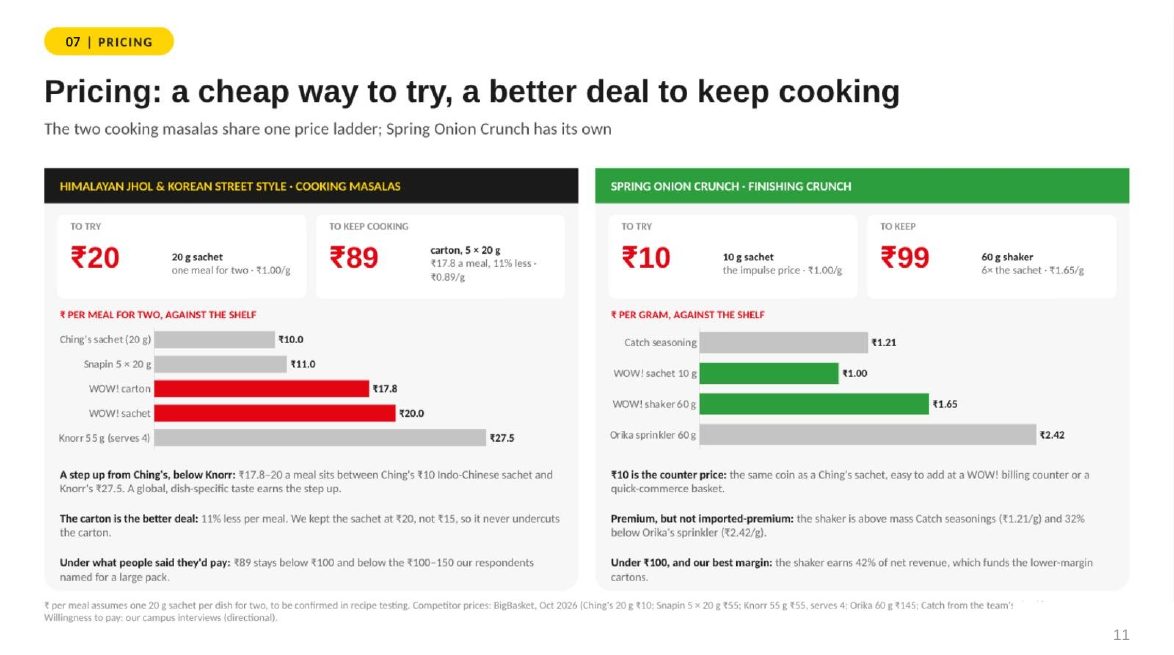 07 | PRICING
Pricing: a cheap way to try, a better deal to keep cooking
The two cooking masalas share one price ladder; Spring Onion Crunch has its own
HIMALAYAN JHOL & KOREAN STREET STYLE · COOKING MASALAS
TO TRY
₹20
20 g sachet
one meal for two · ₹1.00/g
TO KEEP COOKING
₹89
carton, 5 × 20 g
₹17.8 a meal, 11% less ·
₹0.89/g
₹ PER MEAL FOR TWO, AGAINST THE SHELF
Ching's sachet (20 g) ₹10.0
Snapin 5 × 20 g ₹11.0
WOW! carton ₹17.8
WOW! sachet ₹20.0
Knorr 55 g (serves 4) ₹27.5
A step up from Ching's, below Knorr: ₹17.8–20 a meal sits between Ching's ₹10 Indo-Chinese sachet and
Knorr's ₹27.5. A global, dish-specific taste earns the step up.
The carton is the better deal: 11% less per meal. We kept the sachet at ₹20, not ₹15, so it never undercuts
the carton.
Under what people said they'd pay: ₹89 stays below ₹100 and below the ₹100–150 our respondents
named for a large pack.
SPRING ONION CRUNCH · FINISHING CRUNCH
TO TRY
₹10
10 g sachet
the impulse price · ₹1.00/g
TO KEEP
₹99
60 g shaker
6× the sachet · ₹1.65/g
₹ PER GRAM, AGAINST THE SHELF
Catch seasoning ₹1.21
WOW! sachet 10 g ₹1.00
WOW! shaker 60 g ₹1.65
Orika sprinkler 60 g ₹2.42
₹10 is the counter price: the same coin as a Ching's sachet, easy to add at a WOW! billing counter or a
quick-commerce basket.
Premium, but not imported-premium: the shaker is above mass Catch seasonings (₹1.21/g) and 32%
below Orika's sprinkler (₹2.42/g).
Under ₹100, and our best margin: the shaker earns 42% of net revenue, which funds the lower-margin
cartons.
₹ per meal assumes one 20 g sachet per dish for two, to be confirmed in recipe testing. Competitor prices: BigBasket, Oct 2026 (Ching's 20 g ₹10; Snapin 5 × 20 g ₹55; Knorr 55 g ₹55, serves 4; Orika 60 g ₹145; Catch from the team's
Willingness to pay: our campus interviews (directional).
11